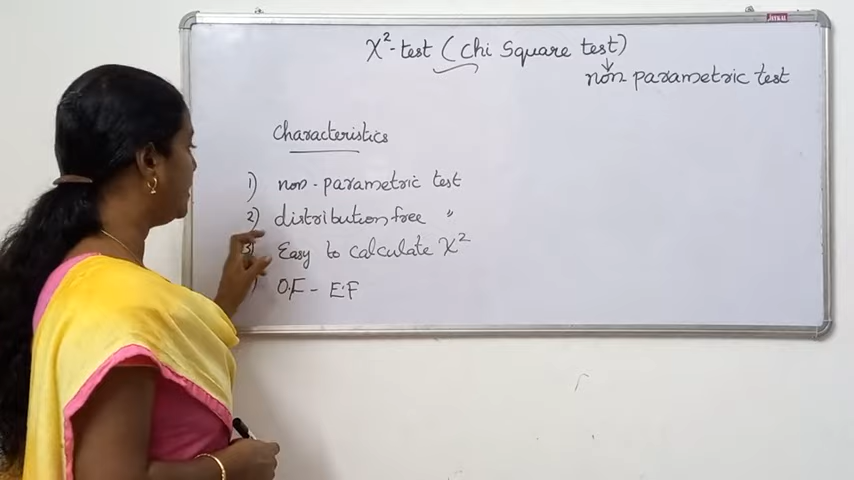 χ²-test ( chi Square test)
↓
non parametric test
Characteristics
1) non-parametric test
2) distribution free "
3) Easy to calculate χ²
) O.F - E.F